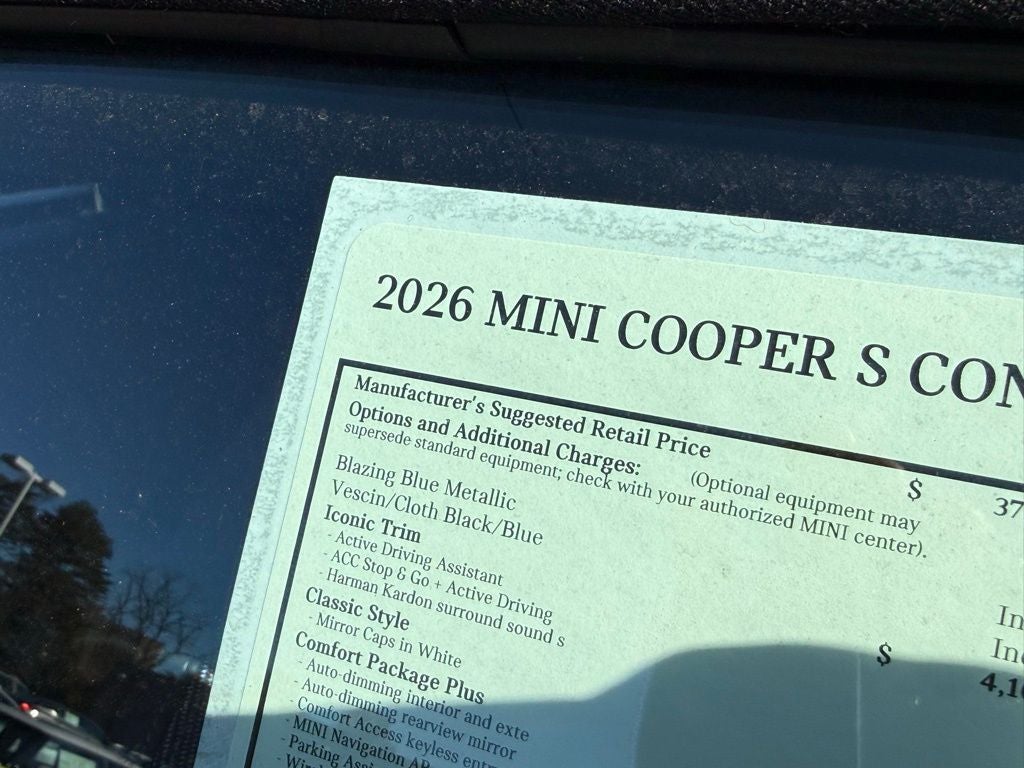 2026 MINI COOPER S CON
Manufacturer's Suggested Retail Price $ 37
Options and Additional Charges: (Optional equipment may
supersede standard equipment; check with your authorized MINI center).
Blazing Blue Metallic
Vescin/Cloth Black/Blue In
Iconic Trim In
- Active Driving Assistant $ 4,1
- ACC Stop & Go + Active Driving
- Harman Kardon surround sound s
Classic Style
- Mirror Caps in White
Comfort Package Plus
- Auto-dimming interior and exte
- Auto-dimming rearview mirror
- Comfort Access keyless entr
- MINI Navigation AR
- Parking Assi